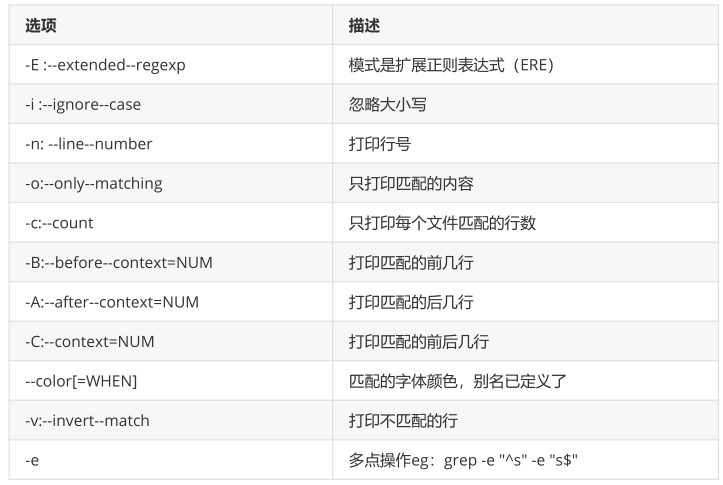 选项 描述
-E :--extended--regexp 模式是扩展正则表达式（ERE）
-i :--ignore--case 忽略大小写
-n: --line--number 打印行号
-o:--only--matching 只打印匹配的内容
-c:--count 只打印每个文件匹配的行数
-B:--before--context=NUM 打印匹配的前几行
-A:--after--context=NUM 打印匹配的后几行
-C:--context=NUM 打印匹配的前后几行
--color[=WHEN] 匹配的字体颜色，别名已定义了
-v:--invert--match 打印不匹配的行
-e 多点操作eg：grep -e "^s" -e "s$"